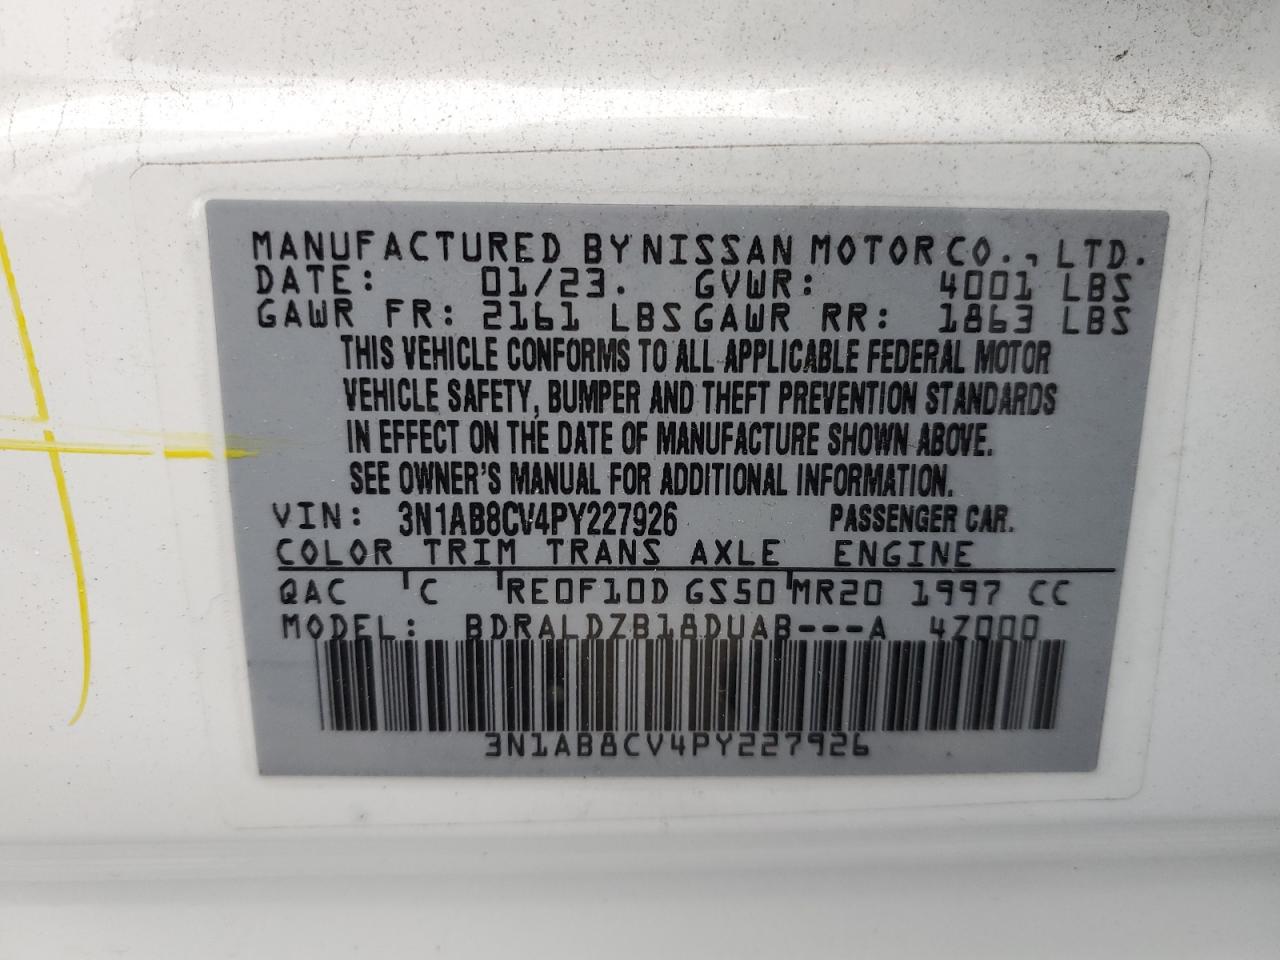 MANUFACTURED BY NISSAN MOTOR CO., LTD.
DATE: 01/23. GVWR: 4001 LBS
GAWR FR: 2161 LBS GAWR RR: 1863 LBS
THIS VEHICLE CONFORMS TO ALL APPLICABLE FEDERAL MOTOR
VEHICLE SAFETY, BUMPER AND THEFT PREVENTION STANDARDS
IN EFFECT ON THE DATE OF MANUFACTURE SHOWN ABOVE.
SEE OWNER'S MANUAL FOR ADDITIONAL INFORMATION.
VIN: 3N1AB8CV4PY227926 PASSENGER CAR.
COLOR TRIM TRANS AXLE ENGINE
QAC C RE0F10D GS50 MR20 1997 CC
MODEL: BDRALDZB18DUAB---A 4Z000
3N1AB8CV4PY227926